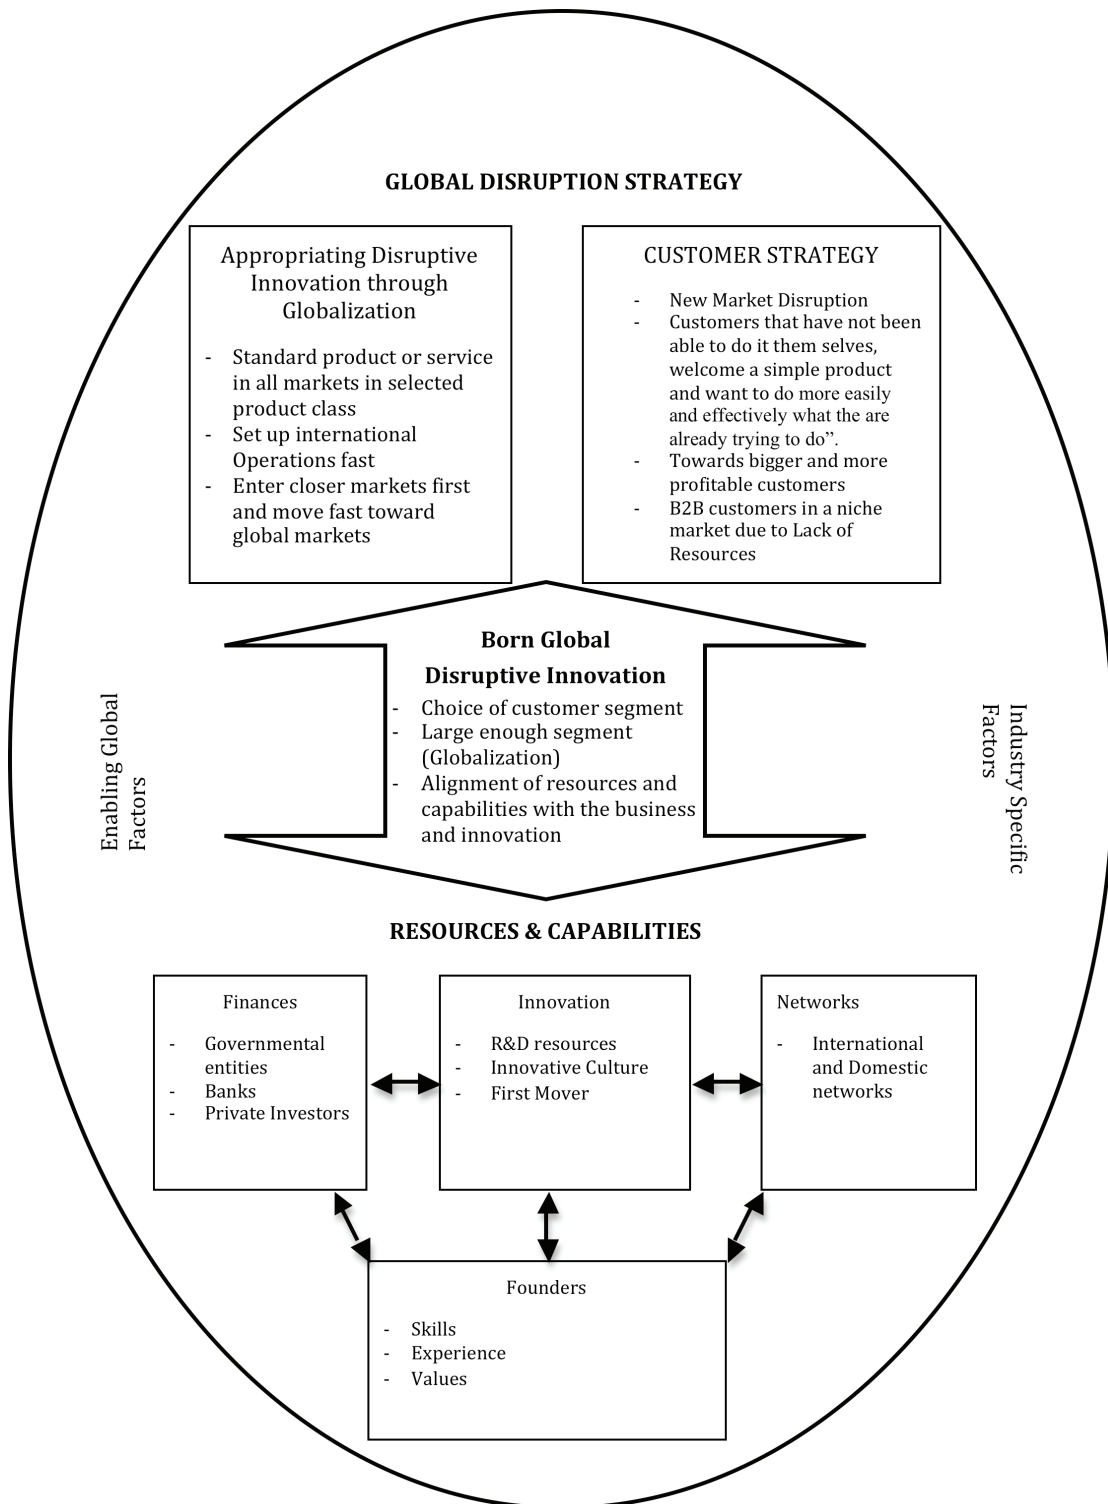 GLOBAL DISRUPTION STRATEGY
Appropriating Disruptive
Innovation through
Globalization
- Standard product or service
in all markets in selected
product class
- Set up international
Operations fast
- Enter closer markets first
and move fast toward
global markets
CUSTOMER STRATEGY
- New Market Disruption
- Customers that have not been
able to do it them selves,
welcome a simple product
and want to do more easily
and effectively what the are
already trying to do”.
- Towards bigger and more
profitable customers
- B2B customers in a niche
market due to Lack of
Resources
Born Global
Disruptive Innovation
- Choice of customer segment
- Large enough segment
(Globalization)
- Alignment of resources and
capabilities with the business
and innovation
Enabling Global
Factors
Industry Specific
Factors
RESOURCES & CAPABILITIES
Finances
- Governmental
entities
- Banks
- Private Investors
Innovation
- R&D resources
- Innovative Culture
- First Mover
Networks
- International
and Domestic
networks
Founders
- Skills
- Experience
- Values